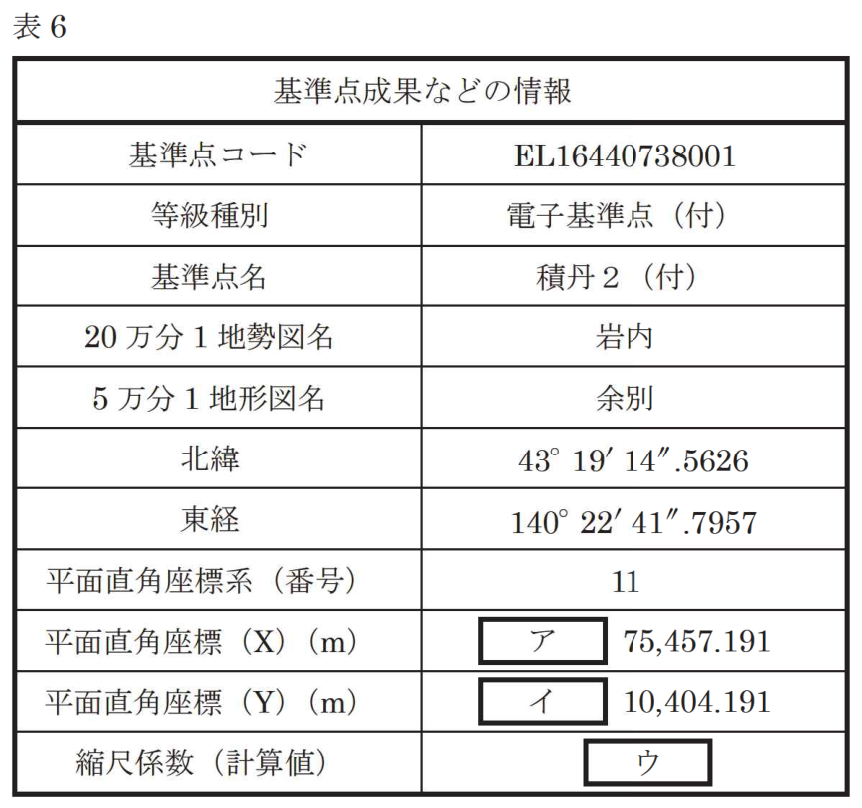 表 6
基準点成果などの情報
基準点コード EL16440738001
等級種別 電子基準点（付）
基準点名 積丹２（付）
20 万分 1 地勢図名 岩内
5 万分 1 地形図名 余別
北緯 43° 19′ 14″.5626
東経 140° 22′ 41″.7957
平面直角座標系（番号） 11
平面直角座標（X）（m） ア 75,457.191
平面直角座標（Y）（m） イ 10,404.191
縮尺係数（計算値） ウ